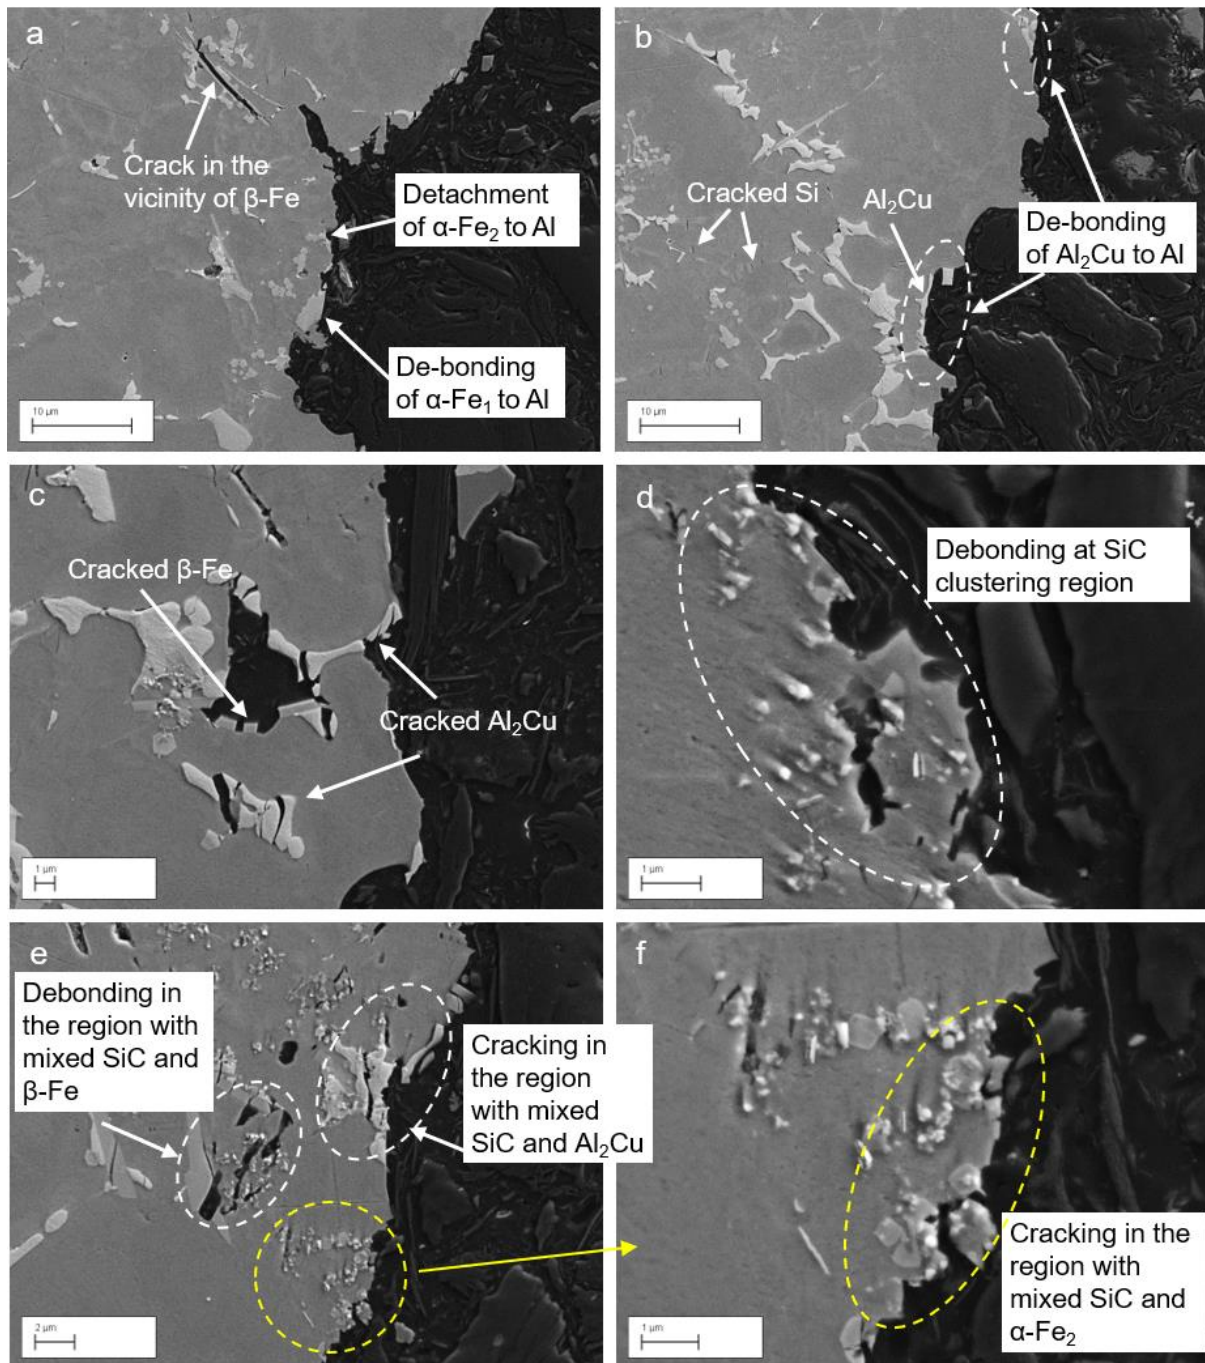 a
Crack in the
vicinity of β-Fe
Detachment
of α-Fe₂ to Al
De-bonding
of α-Fe₁ to Al
10 µm
b
Cracked Si
Al₂Cu
De-bonding
of Al₂Cu to Al
10 µm
c
Cracked β-Fe
Cracked Al₂Cu
1 µm
d
Debonding at SiC
clustering region
1 µm
e
Debonding in
the region with
mixed SiC and
β-Fe
Cracking in
the region
with mixed
SiC and Al₂Cu
2 µm
f
Cracking in the
region with
mixed SiC and
α-Fe₂
1 µm